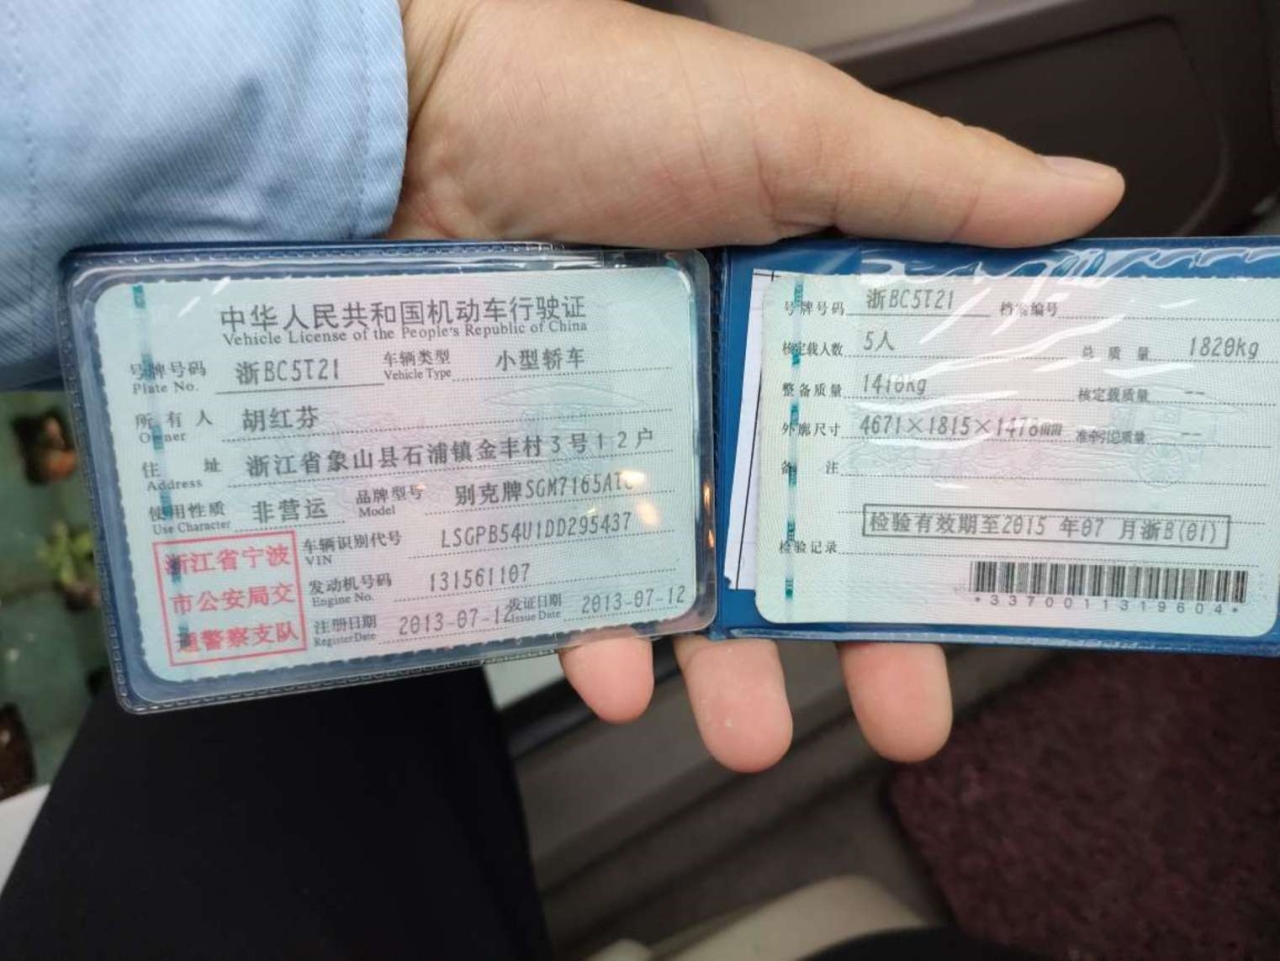 中华人民共和国机动车行驶证
Vehicle License of the People's Republic of China
号牌号码 浙BC5T21 车辆类型 小型轿车
Plate No. Vehicle Type
所有人 胡红芬
Owner
住址 浙江省象山县石浦镇金丰村3号12户
Address
使用性质 非营运 品牌型号 别克牌SGM7165ATC
Use Character Model
车辆识别代号 LSGPB54U1DD295437
VIN
发动机号码 131561107
Engine No.
注册日期 2013-07-12 发证日期 2013-07-12
Register Date Issue Date
浙江省宁波
市公安局交
通警察支队
号牌号码 浙BC5T21 档案编号
核定载人数 5人 总质量 1820kg
整备质量 1410kg 核定载质量 --
外廓尺寸 4671×1815×1478mm 准牵引总质量 --
备注
检验有效期至2015年07月浙B(01)
检验记录
*3370011319604*